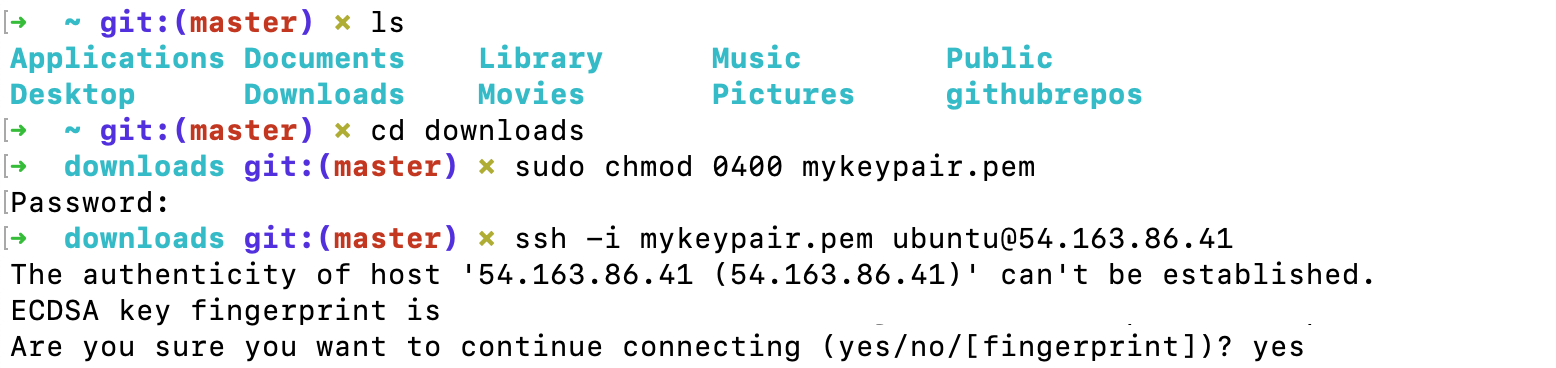 [➜  ~ git:(master) ✗ ls
Applications Documents Library Music Public
Desktop Downloads Movies Pictures githubrepos
[➜  ~ git:(master) ✗ cd downloads
[➜  downloads git:(master) ✗ sudo chmod 0400 mykeypair.pem
[Password:
[➜  downloads git:(master) ✗ ssh -i mykeypair.pem ubuntu@54.163.86.41
The authenticity of host '54.163.86.41 (54.163.86.41)' can't be established.
ECDSA key fingerprint is
Are you sure you want to continue connecting (yes/no/[fingerprint])? yes